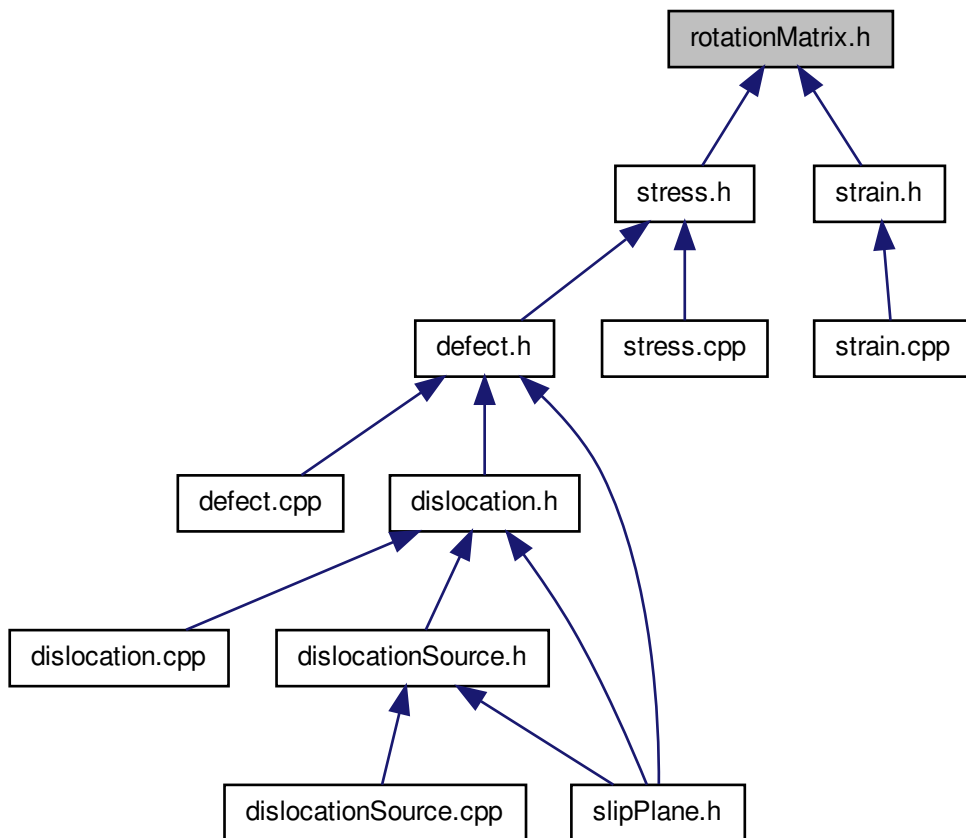 rotationMatrix.h
stress.h
strain.h
defect.h
stress.cpp
strain.cpp
defect.cpp
dislocation.h
dislocation.cpp
dislocationSource.h
dislocationSource.cpp
slipPlane.h